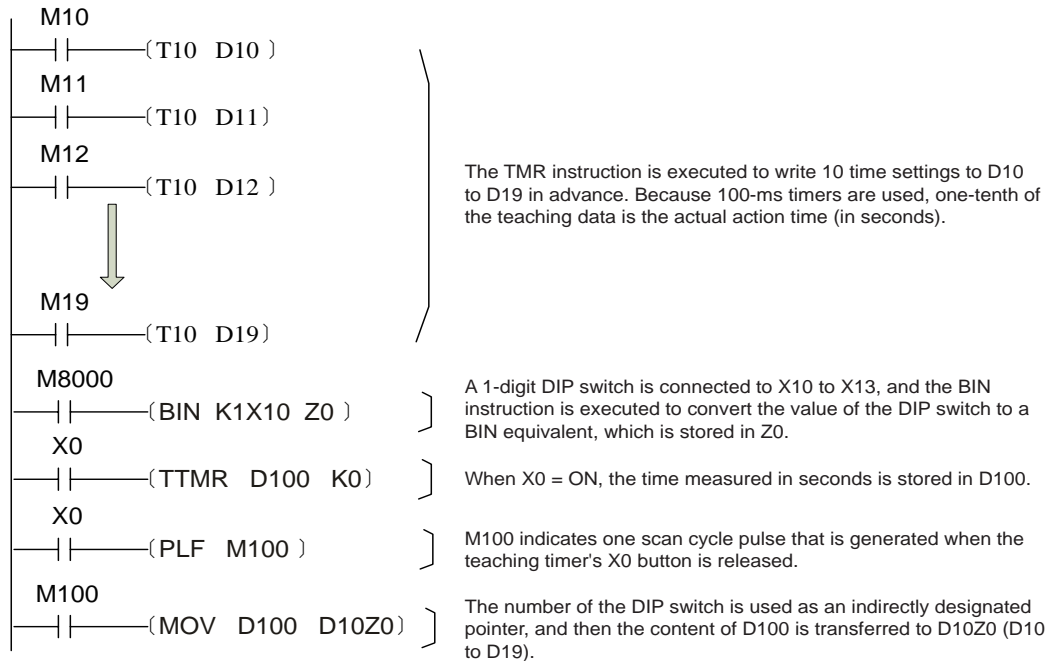 M10
(T10 D10 )
M11
(T10 D11)
M12
(T10 D12 )
The TMR instruction is executed to write 10 time settings to D10
to D19 in advance. Because 100-ms timers are used, one-tenth of
the teaching data is the actual action time (in seconds).
M19
(T10 D19)
M8000
(BIN K1X10 Z0 )
A 1-digit DIP switch is connected to X10 to X13, and the BIN
instruction is executed to convert the value of the DIP switch to a
BIN equivalent, which is stored in Z0.
X0
(TTMR D100 K0)
When X0 = ON, the time measured in seconds is stored in D100.
X0
(PLF M100 )
M100 indicates one scan cycle pulse that is generated when the
teaching timer's X0 button is released.
M100
(MOV D100 D10Z0)
The number of the DIP switch is used as an indirectly designated
pointer, and then the content of D100 is transferred to D10Z0 (D10
to D19).